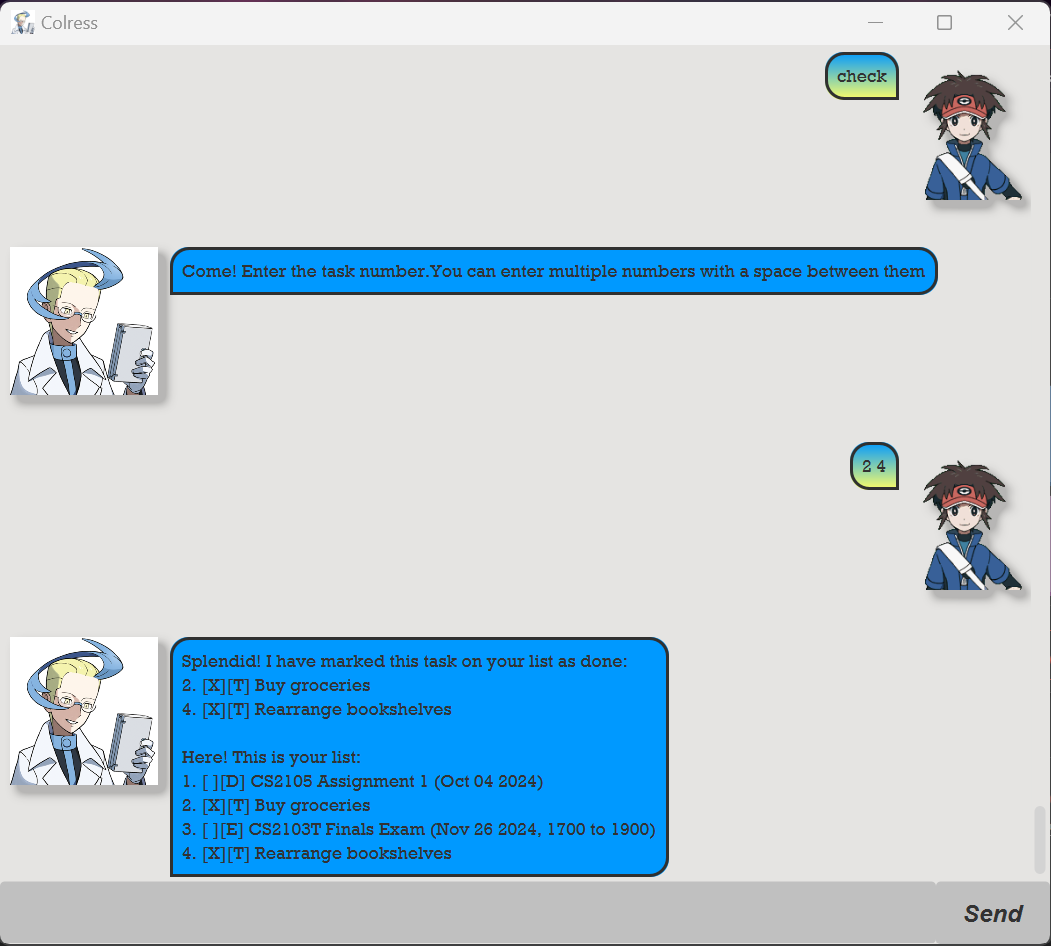 Colress
check
Come! Enter the task number.You can enter multiple numbers with a space between them
2 4
Splendid! I have marked this task on your list as done:
2. [X][T] Buy groceries
4. [X][T] Rearrange bookshelves
Here! This is your list:
1. [ ][D] CS2105 Assignment 1 (Oct 04 2024)
2. [X][T] Buy groceries
3. [ ][E] CS2103T Finals Exam (Nov 26 2024, 1700 to 1900)
4. [X][T] Rearrange bookshelves
Send